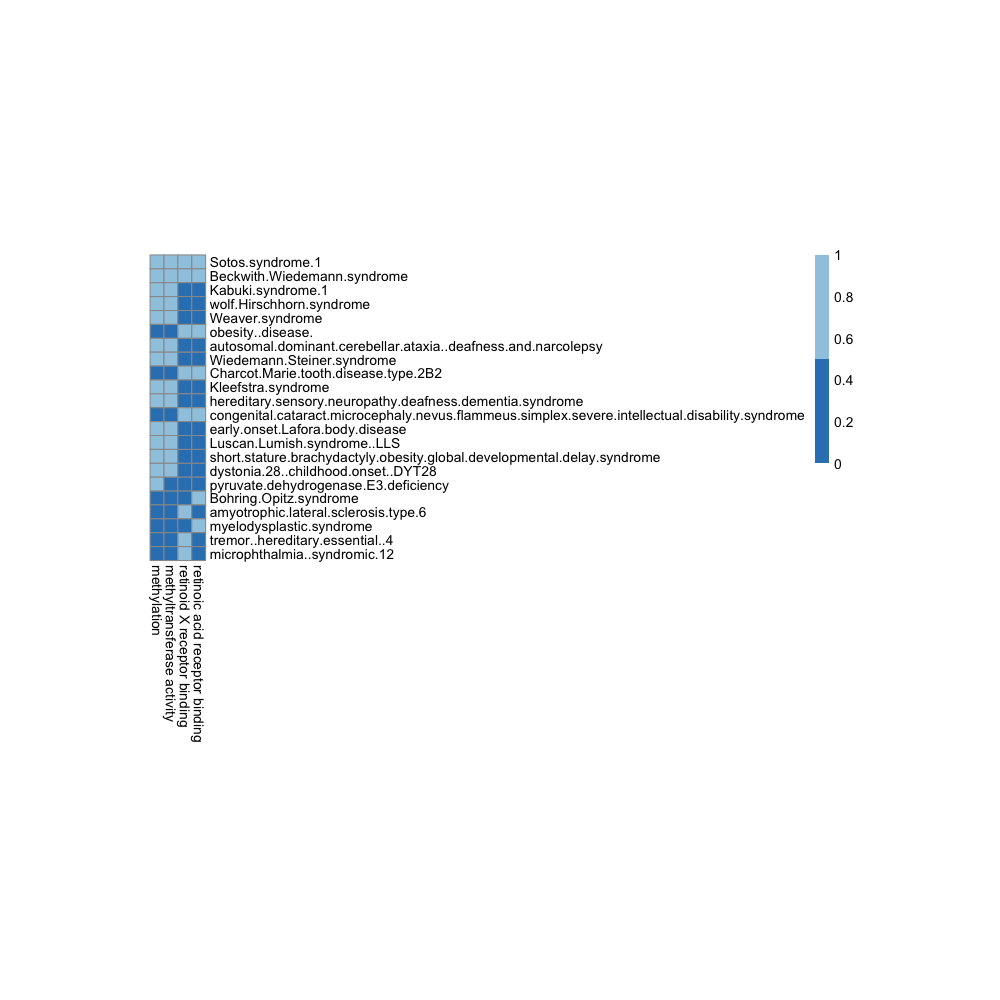 Sotos.syndrome.1
Beckwith.Wiedemann.syndrome
Kabuki.syndrome.1
wolf.Hirschhorn.syndrome
Weaver.syndrome
obesity..disease.
autosomal.dominant.cerebellar.ataxia..deafness.and.narcolepsy
Wiedemann.Steiner.syndrome
Charcot.Marie.tooth.disease.type.2B2
Kleefstra.syndrome
hereditary.sensory.neuropathy.deafness.dementia.syndrome
congenital.cataract.microcephaly.nevus.flammeus.simplex.severe.intellectual.disability.syndrome
early.onset.Lafora.body.disease
Luscan.Lumish.syndrome..LLS
short.stature.brachydactyly.obesity.global.developmental.delay.syndrome
dystonia.28..childhood.onset..DYT28
pyruvate.dehydrogenase.E3.deficiency
Bohring.Opitz.syndrome
amyotrophic.lateral.sclerosis.type.6
myelodysplastic.syndrome
tremor..hereditary.essential..4
microphthalmia..syndromic.12
methylation
methyltransferase activity
retinoid X receptor binding
retinoic acid receptor binding
1
0.8
0.6
0.4
0.2
0